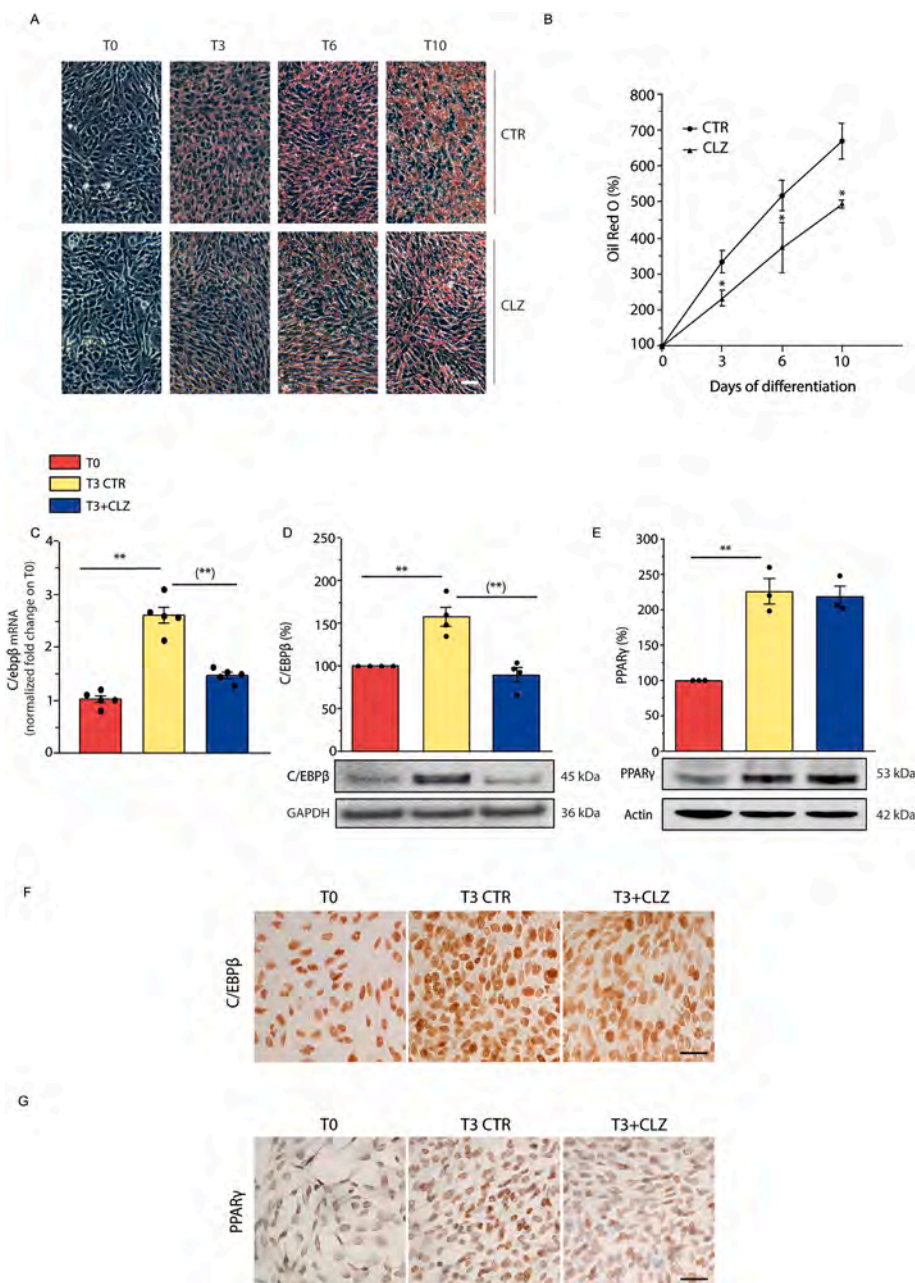 A
T0 T3 T6 T10
CTR
CLZ
B
800
700
600
500
400
300
200
100
Oil Red O (%)
CTR
CLZ
*
*
*
0 3 6 10
Days of differentiation
T0
T3 CTR
T3+CLZ
C
4
3
2
1
0
C/ebpβ mRNA
(normalized fold change on T0)
**
(**)
D
250
200
150
100
50
0
C/EBPβ (%)
**
(**)
C/EBPβ 45 kDa
GAPDH 36 kDa
E
300
250
200
150
100
50
0
PPARγ (%)
**
PPARγ 53 kDa
Actin 42 kDa
F
T0 T3 CTR T3+CLZ
C/EBPβ
G
T0 T3 CTR T3+CLZ
PPARγ